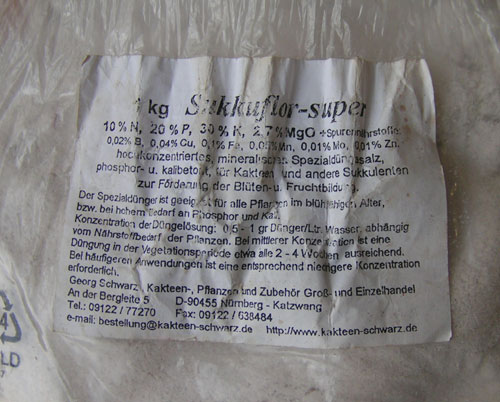 1 kg Sukkuflor-super
10 % N, 20 % P, 30 % K, 2,7 % MgO +Spurennährstoffe:
0,02% B, 0,04% Cu, 0,1% Fe, 0,05% Mn, 0,01% Mo, 0,01% Zn.
hochkonzentriertes, mineralisches Spezialdüngesalz,
phosphor- u. kalibetont, für Kakteen und andere Sukkulenten
zur Förderung der Blüten- u. Fruchtbildung.
Der Spezialdünger ist geeignet für alle Pflanzen im blühfähigen Alter,
bzw. bei hohem Bedarf an Phosphor und Kali.
Konzentration der Düngelösung: 0,5 - 1 gr Dünger/Ltr. Wasser, abhängig
vom Nährstoffbedarf der Pflanzen. Bei mittlerer Konzentration ist eine
Düngung in der Vegetationsperiode etwa alle 2 - 4 Wochen ausreichend.
Bei häufigeren Anwendungen ist eine entsprechend niedrigere Konzentration
erforderlich.
Georg Schwarz, Kakteen-, Pflanzen und Zubehör Groß- und Einzelhandel
An der Bergleite 5 D-90455 Nürnberg - Katzwang
Tel.: 09122 / 77270 Fax: 09122 / 638484
e-mail: bestellung@kakteen-schwarz.de http://www.kakteen-schwarz.de